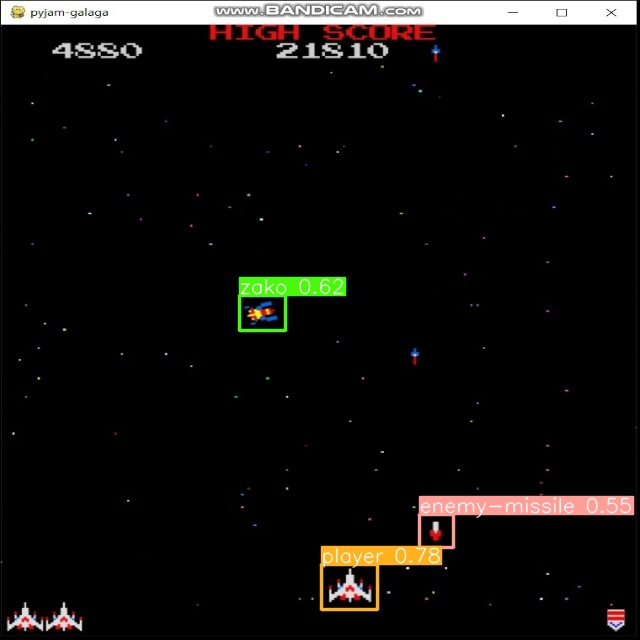 pyjam-galaga
www.BANDICAM.com
HIGH SCORE
4880 21810
zako 0.62
enemy-missile 0.55
player 0.78